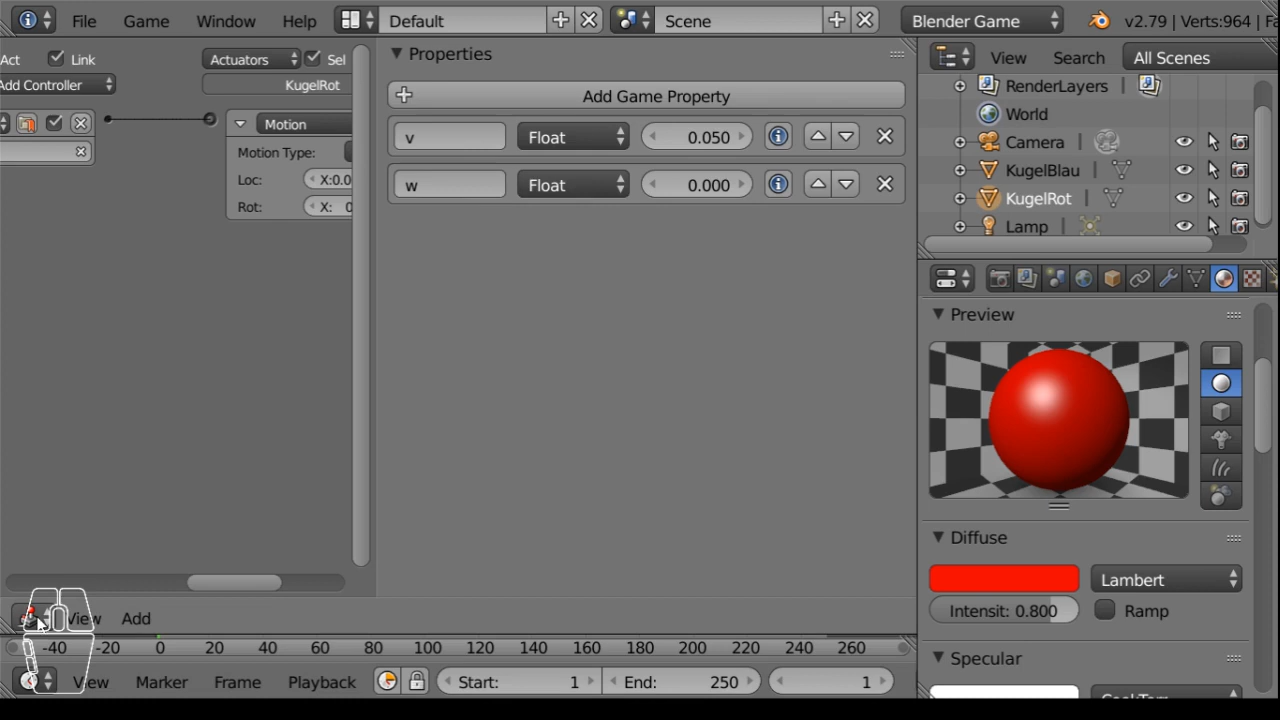 File Game Window Help Default Scene Blender Game v2.79 | Verts:964 | Fa
Act Link Actuators Sel Properties View Search All Scenes
Add Controller KugelRot Add Game Property RenderLayers
World
Motion v Float 0.050 Camera
Motion Type: KugelBlau
Loc: X:0.0 w Float 0.000 KugelRot
Rot: X: 0 Lamp
Preview
Diffuse
Lambert
Intensit: 0.800 Ramp
View Add
-40 -20 0 20 40 60 80 100 120 140 160 180 200 220 240 260
Specular
View Marker Frame Playback Start: 1 End: 250 1